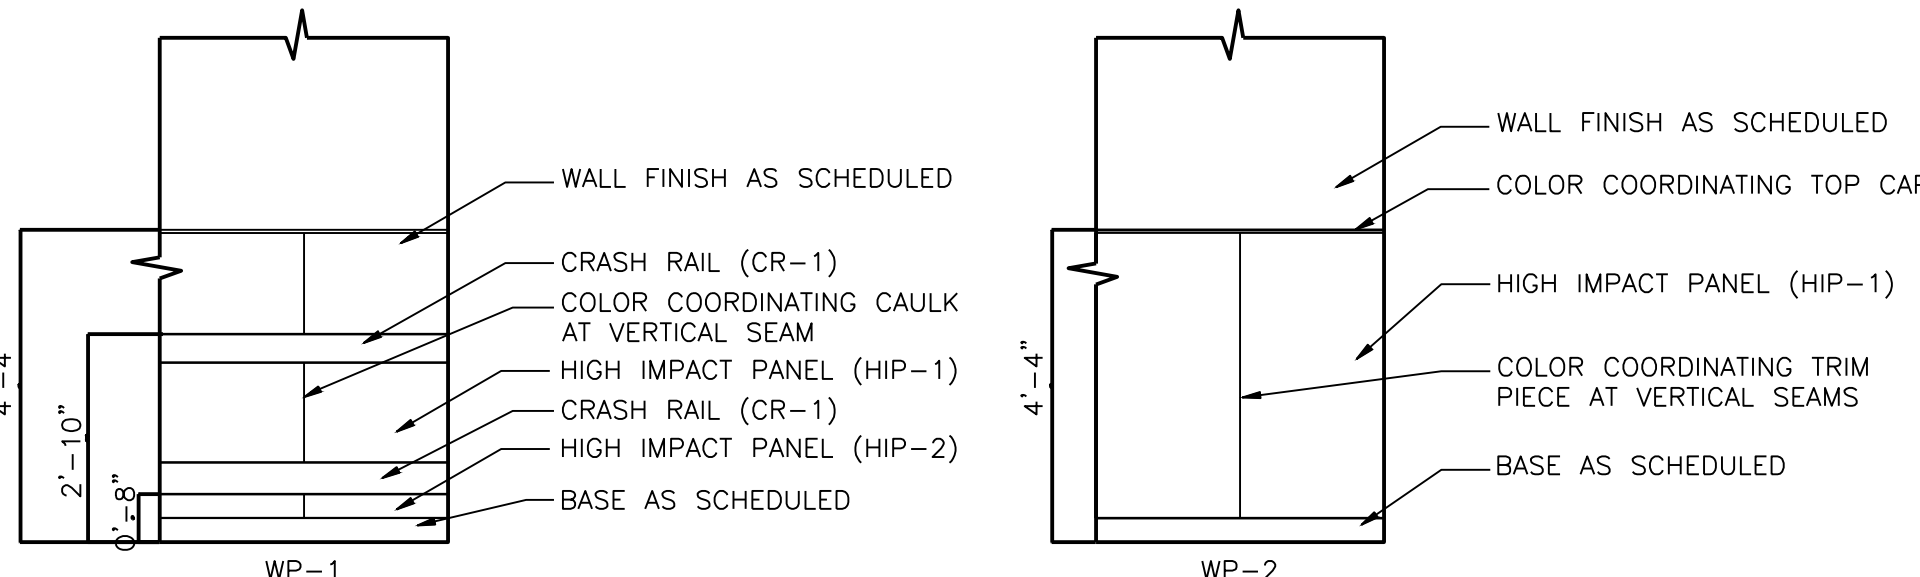 WALL FINISH AS SCHEDULED
CRASH RAIL (CR-1)
COLOR COORDINATING CAULK
AT VERTICAL SEAM
HIGH IMPACT PANEL (HIP-1)
CRASH RAIL (CR-1)
HIGH IMPACT PANEL (HIP-2)
BASE AS SCHEDULED
4'-4
2'-10"
0'-8"
WP-1
WALL FINISH AS SCHEDULED
COLOR COORDINATING TOP CAP
HIGH IMPACT PANEL (HIP-1)
COLOR COORDINATING TRIM
PIECE AT VERTICAL SEAMS
BASE AS SCHEDULED
4'-4"
WP-2